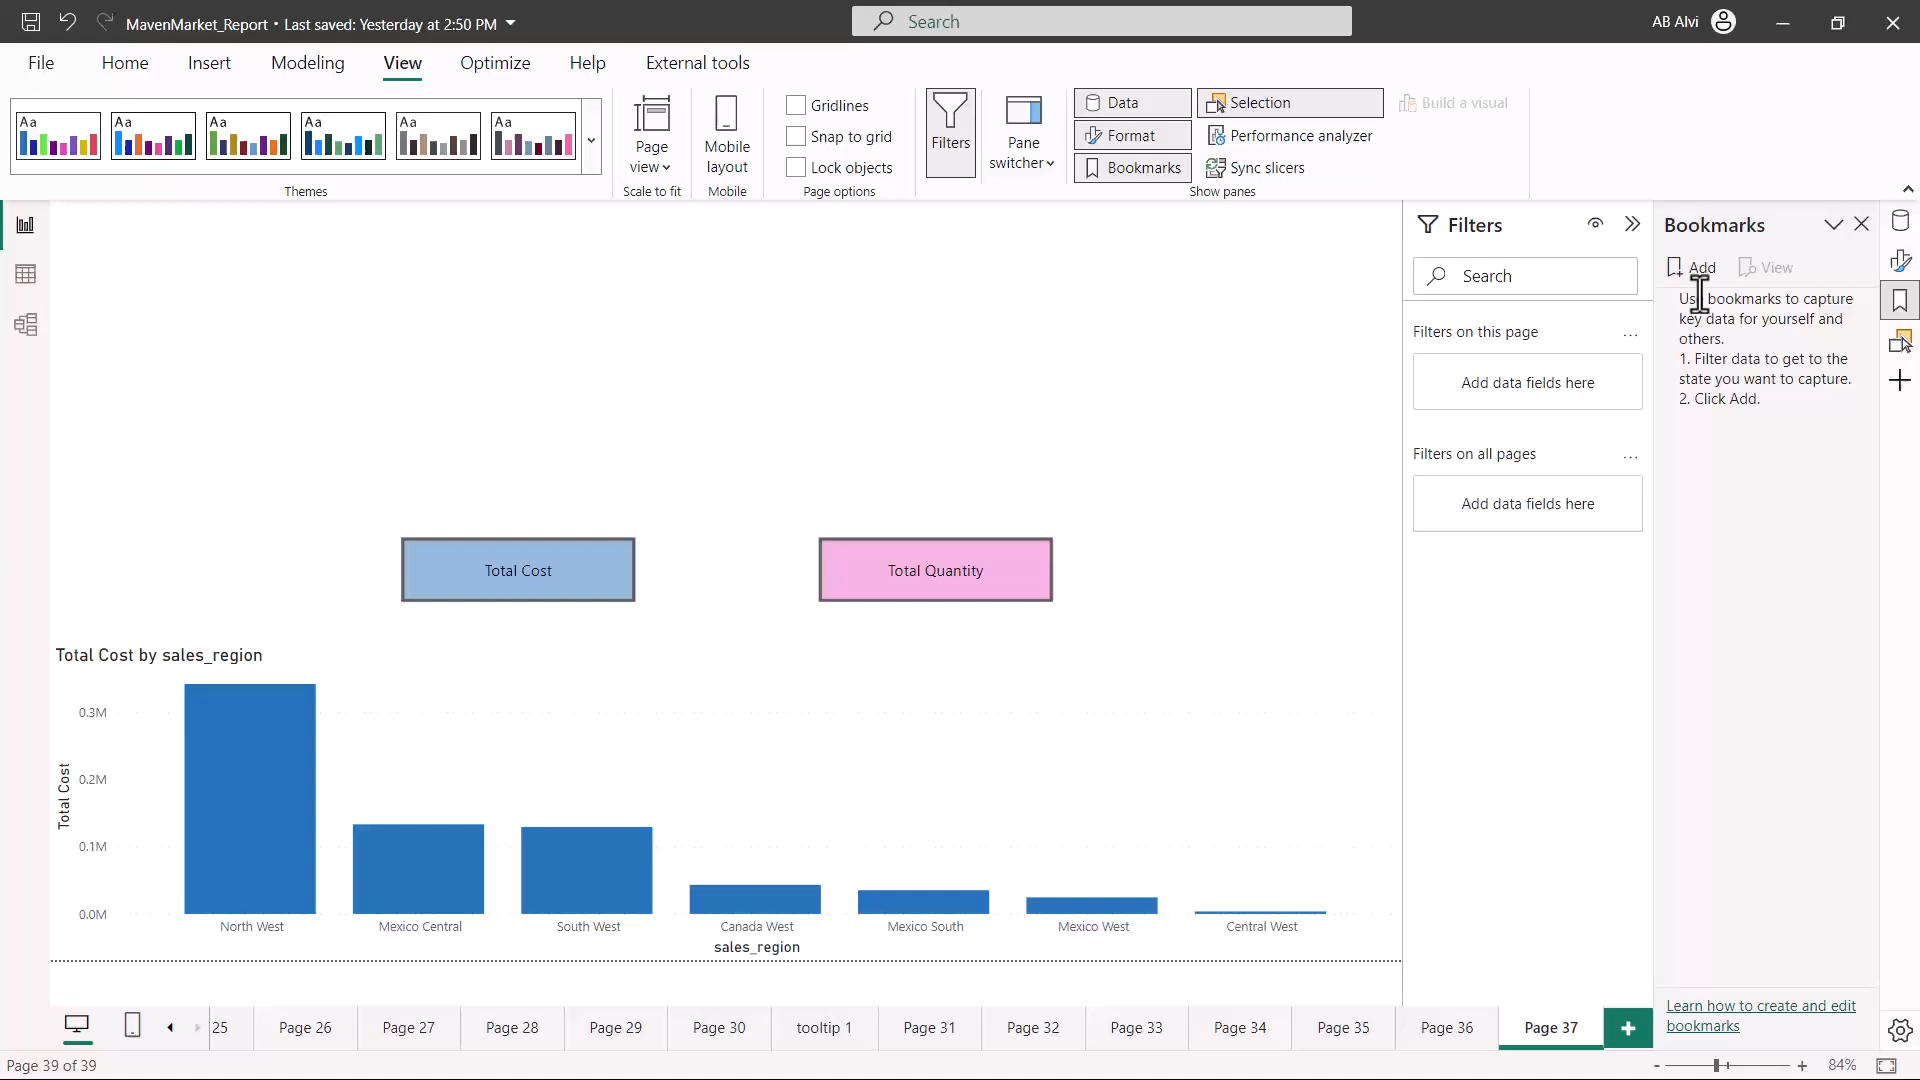 MavenMarket_Report • Last saved: Yesterday at 2:50 PM
Search
AB Alvi
File
Home
Insert
Modeling
View
Optimize
Help
External tools
Aa
Aa
Aa
Aa
Aa
Aa
Themes
Page
view
Scale to fit
Mobile
layout
Mobile
Gridlines
Snap to grid
Lock objects
Page options
Filters
Pane
switcher
Data
Format
Bookmarks
Selection
Performance analyzer
Sync slicers
Build a visual
Show panes
Filters
Search
Filters on this page
...
Add data fields here
Filters on all pages
...
Add data fields here
Bookmarks
Add
View
Use bookmarks to capture
key data for yourself and
others.
1. Filter data to get to the
state you want to capture.
2. Click Add.
Learn how to create and edit
bookmarks
Total Cost
Total Quantity
Total Cost by sales_region
Total Cost
0.3M
0.2M
0.1M
0.0M
North West
Mexico Central
South West
Canada West
Mexico South
Mexico West
Central West
sales_region
25
Page 26
Page 27
Page 28
Page 29
Page 30
tooltip 1
Page 31
Page 32
Page 33
Page 34
Page 35
Page 36
Page 37
+
Page 39 of 39
- +
84%